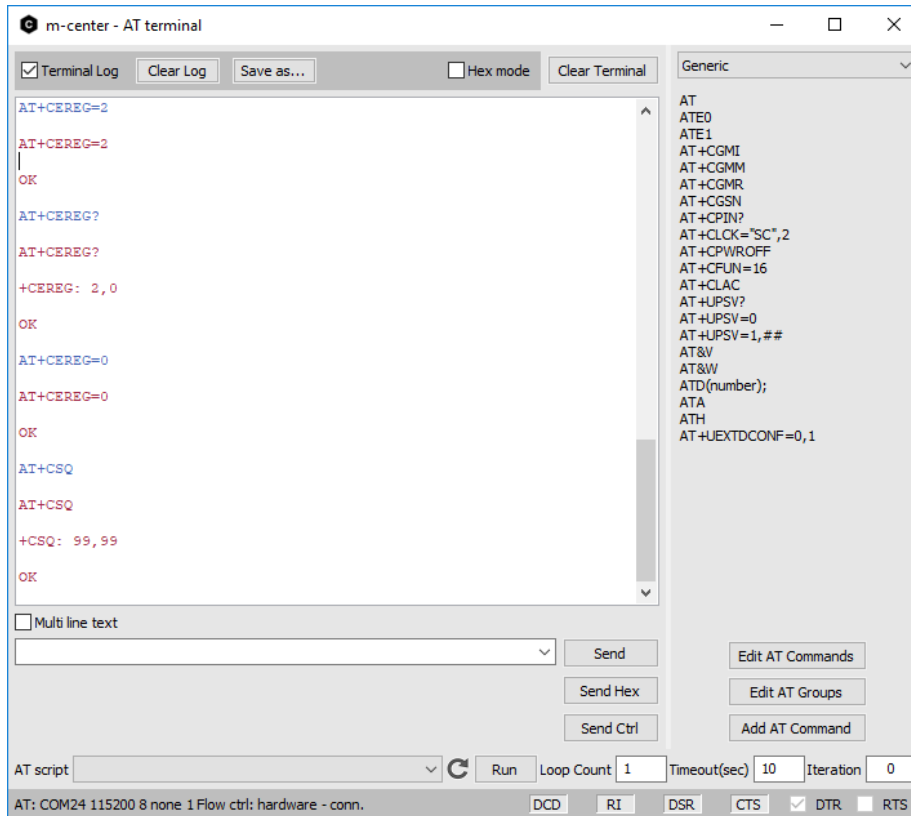 m-center - AT terminal
Terminal Log Clear Log Save as... Hex mode Clear Terminal Generic
AT+CEREG=2
AT+CEREG=2
OK
AT+CEREG?
AT+CEREG?
+CEREG: 2,0
OK
AT+CEREG=0
AT+CEREG=0
OK
AT+CSQ
AT+CSQ
+CSQ: 99,99
OK
AT
ATE0
ATE1
AT+CGMI
AT+CGMM
AT+CGMR
AT+CGSN
AT+CPIN?
AT+CLCK="SC",2
AT+CPWROFF
AT+CFUN=16
AT+CLAC
AT+UPSV?
AT+UPSV=0
AT+UPSV=1,##
AT&V
AT&W
ATD(number);
ATA
ATH
AT+UEXTDCONF=0,1
Multi line text
Send Edit AT Commands
Send Hex Edit AT Groups
Send Ctrl Add AT Command
AT script Run Loop Count 1 Timeout(sec) 10 Iteration 0
AT: COM24 115200 8 none 1 Flow ctrl: hardware - conn. DCD RI DSR CTS DTR RTS